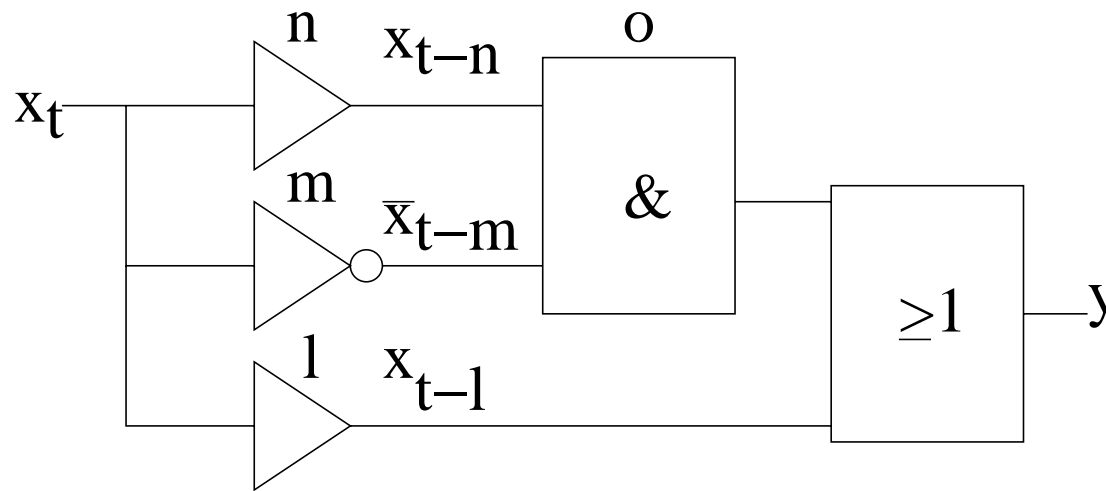 n
x_{t-n}
o
x_t
m
x̅_{t-m}
&
l
x_{t-l}
≥1
y